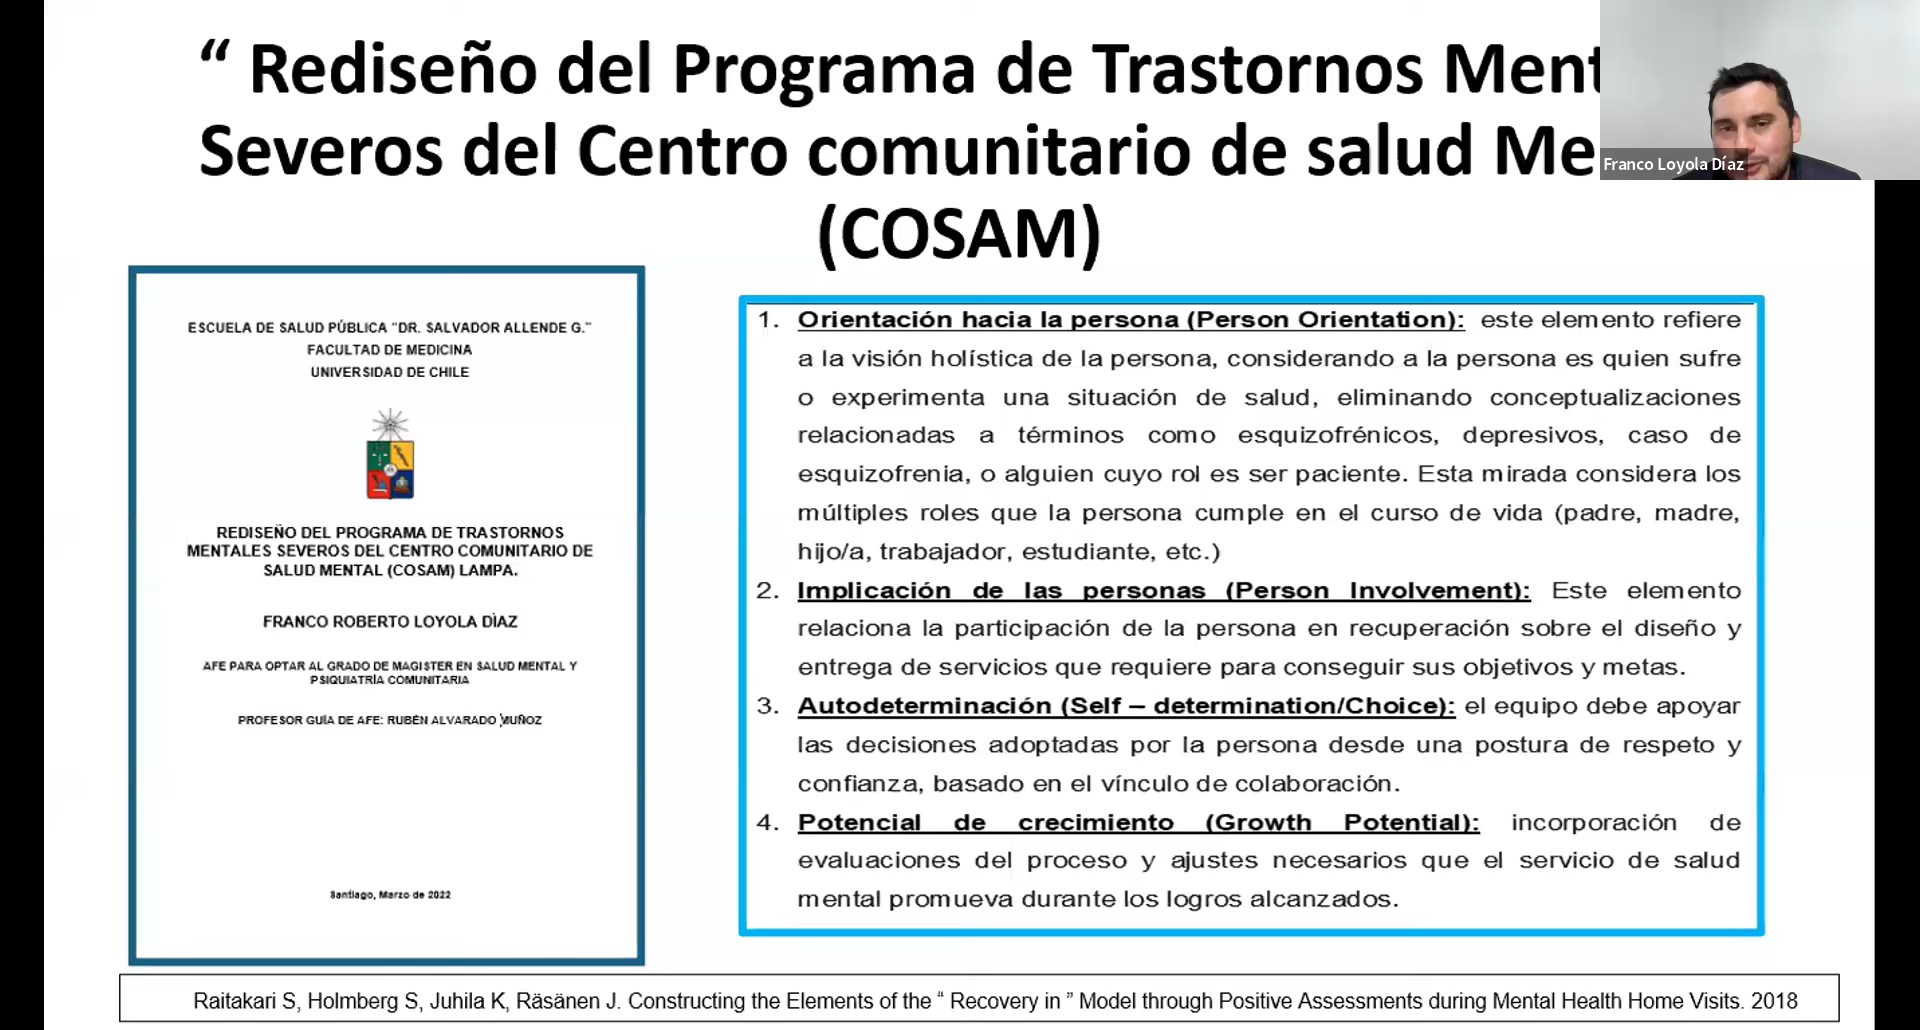 “ Rediseño del Programa de Trastornos Ment
Severos del Centro comunitario de salud Me
(COSAM)
Franco Loyola Díaz
ESCUELA DE SALUD PÚBLICA “DR. SALVADOR ALLENDE G.”
FACULTAD DE MEDICINA
UNIVERSIDAD DE CHILE
REDISEÑO DEL PROGRAMA DE TRASTORNOS
MENTALES SEVEROS DEL CENTRO COMUNITARIO DE
SALUD MENTAL (COSAM) LAMPA.
FRANCO ROBERTO LOYOLA DÌAZ
AFE PARA OPTAR AL GRADO DE MAGISTER EN SALUD MENTAL Y
PSIQUIATRÍA COMUNITARIA
PROFESOR GUÍA DE AFE: RUBÉN ALVARADO MUÑOZ
Santiago, Marzo de 2022
1. Orientación hacia la persona (Person Orientation): este elemento refiere
a la visión holística de la persona, considerando a la persona es quien sufre
o experimenta una situación de salud, eliminando conceptualizaciones
relacionadas a términos como esquizofrénicos, depresivos, caso de
esquizofrenia, o alguien cuyo rol es ser paciente. Esta mirada considera los
múltiples roles que la persona cumple en el curso de vida (padre, madre,
hijo/a, trabajador, estudiante, etc.)
2. Implicación de las personas (Person Involvement): Este elemento
relaciona la participación de la persona en recuperación sobre el diseño y
entrega de servicios que requiere para conseguir sus objetivos y metas.
3. Autodeterminación (Self – determination/Choice): el equipo debe apoyar
las decisiones adoptadas por la persona desde una postura de respeto y
confianza, basado en el vínculo de colaboración.
4. Potencial de crecimiento (Growth Potential): incorporación de
evaluaciones del proceso y ajustes necesarios que el servicio de salud
mental promueva durante los logros alcanzados.
Raitakari S, Holmberg S, Juhila K, Räsänen J. Constructing the Elements of the “ Recovery in ” Model through Positive Assessments during Mental Health Home Visits. 2018